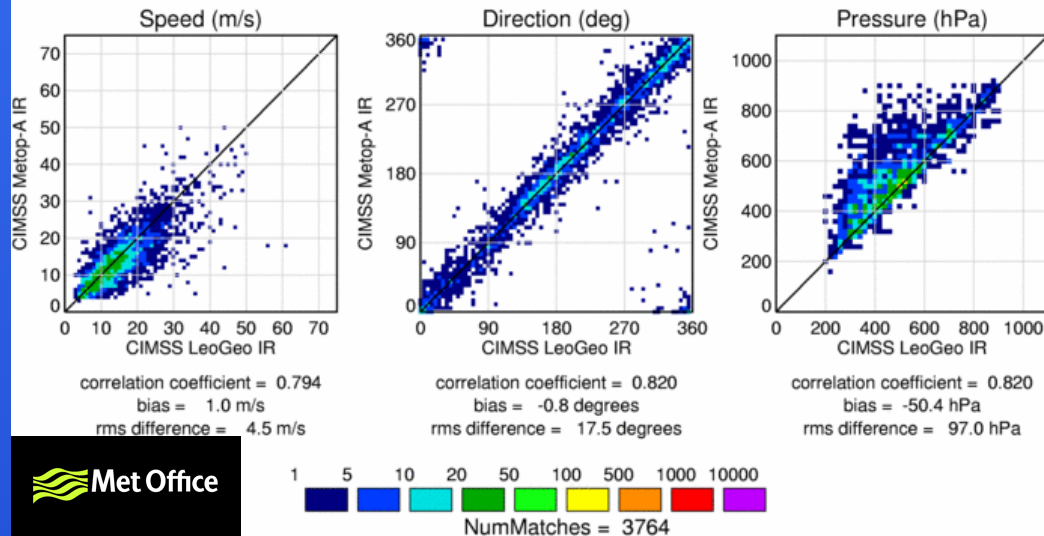 Speed (m/s)
70
60
50
40
30
20
10
0
CIMSS Metop-A IR
0 10 20 30 40 50 60 70
CIMSS LeoGeo IR
correlation coefficient = 0.794
bias = 1.0 m/s
rms difference = 4.5 m/s
Direction (deg)
360
270
180
90
0
CIMSS Metop-A IR
0 90 180 270 360
CIMSS LeoGeo IR
correlation coefficient = 0.820
bias = -0.8 degrees
rms difference = 17.5 degrees
Pressure (hPa)
1000
800
600
400
200
0
CIMSS Metop-A IR
0 200 400 600 800 1000
CIMSS LeoGeo IR
correlation coefficient = 0.820
bias = -50.4 hPa
rms difference = 97.0 hPa
Met Office
1 5 10 20 50 100 500 1000 10000
NumMatches = 3764